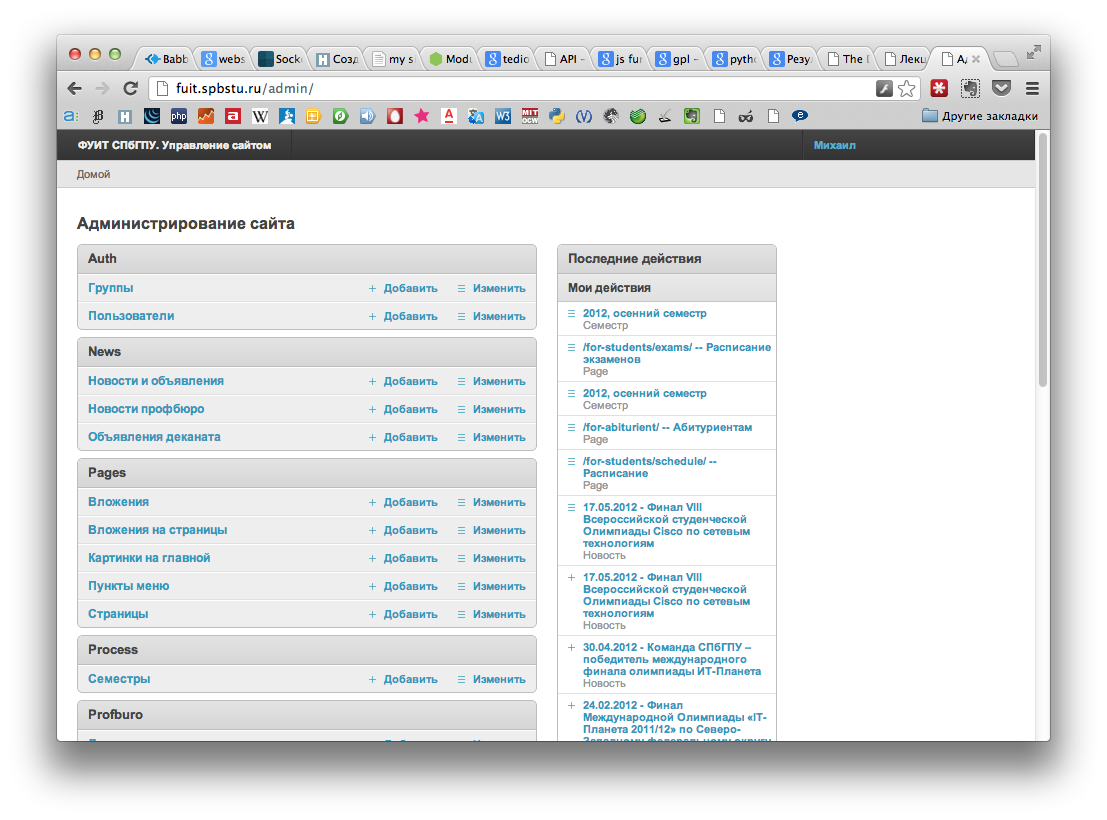 Babb
webs
Sock
Созд
my s
Modu
tedio
API -
js fur
gpl -
pytho
Резу
The I
Лекц
Ад
fuit.spbstu.ru/admin/
Другие закладки
ФУИТ СПбГПУ. Управление сайтом
Михаил
Домой
Администрирование сайта
Auth
Группы Добавить Изменить
Пользователи Добавить Изменить
News
Новости и объявления Добавить Изменить
Новости профбюро Добавить Изменить
Объявления деканата Добавить Изменить
Pages
Вложения Добавить Изменить
Вложения на страницы Добавить Изменить
Картинки на главной Добавить Изменить
Пункты меню Добавить Изменить
Страницы Добавить Изменить
Process
Семестры Добавить Изменить
Profburo
Последние действия
Мои действия
2012, осенний семестр
Семестр
/for-students/exams/ -- Расписание
экзаменов
Page
2012, осенний семестр
Семестр
/for-abiturient/ -- Абитуриентам
Page
/for-students/schedule/ --
Расписание
Page
17.05.2012 - Финал VIII
Всероссийской студенческой
Олимпиады Cisco по сетевым
технологиям
Новость
17.05.2012 - Финал VIII
Всероссийской студенческой
Олимпиады Cisco по сетевым
технологиям
Новость
30.04.2012 - Команда СПбГПУ –
победитель международного
финала олимпиады ИТ-Планета
Новость
24.02.2012 - Финал
Международной Олимпиады «IT-
Планета 2011/12» по Северо-
Западному федеральному округу